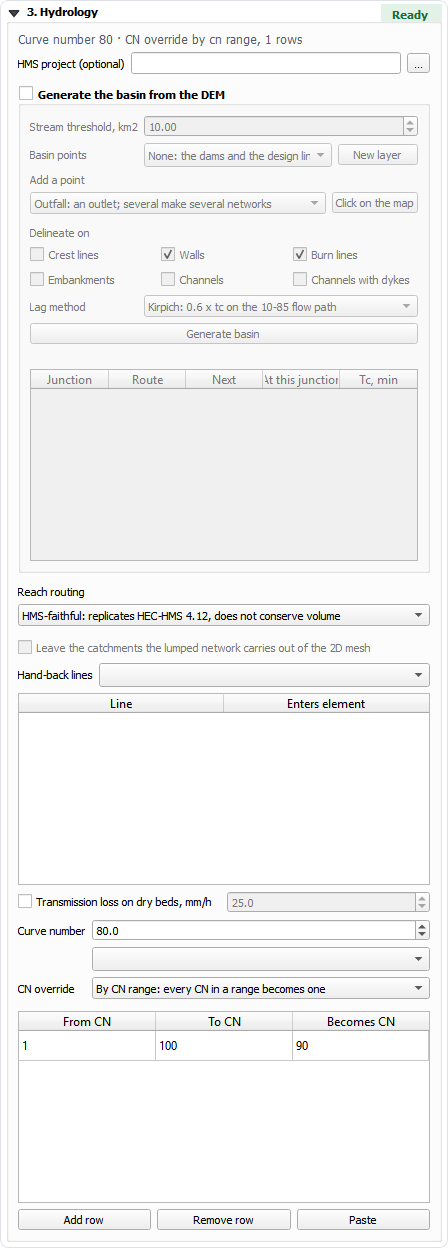 3. Hydrology
Ready
Curve number 80 · CN override by cn range, 1 rows
HMS project (optional)
...
Generate the basin from the DEM
Stream threshold, km2 10.00
Basin points None: the dams and the design lin New layer
Add a point
Outfall: an outlet; several make several networks Click on the map
Delineate on
Crest lines Walls Burn lines
Embankments Channels Channels with dykes
Lag method Kirpich: 0.6 x tc on the 10-85 flow path
Generate basin
Junction Route Next At this junction Tc, min
Reach routing
HMS-faithful: replicates HEC-HMS 4.12, does not conserve volume
Leave the catchments the lumped network carries out of the 2D mesh
Hand-back lines
Line Enters element
Transmission loss on dry beds, mm/h 25.0
Curve number 80.0
CN override By CN range: every CN in a range becomes one
From CN To CN Becomes CN
1 100 90
Add row Remove row Paste